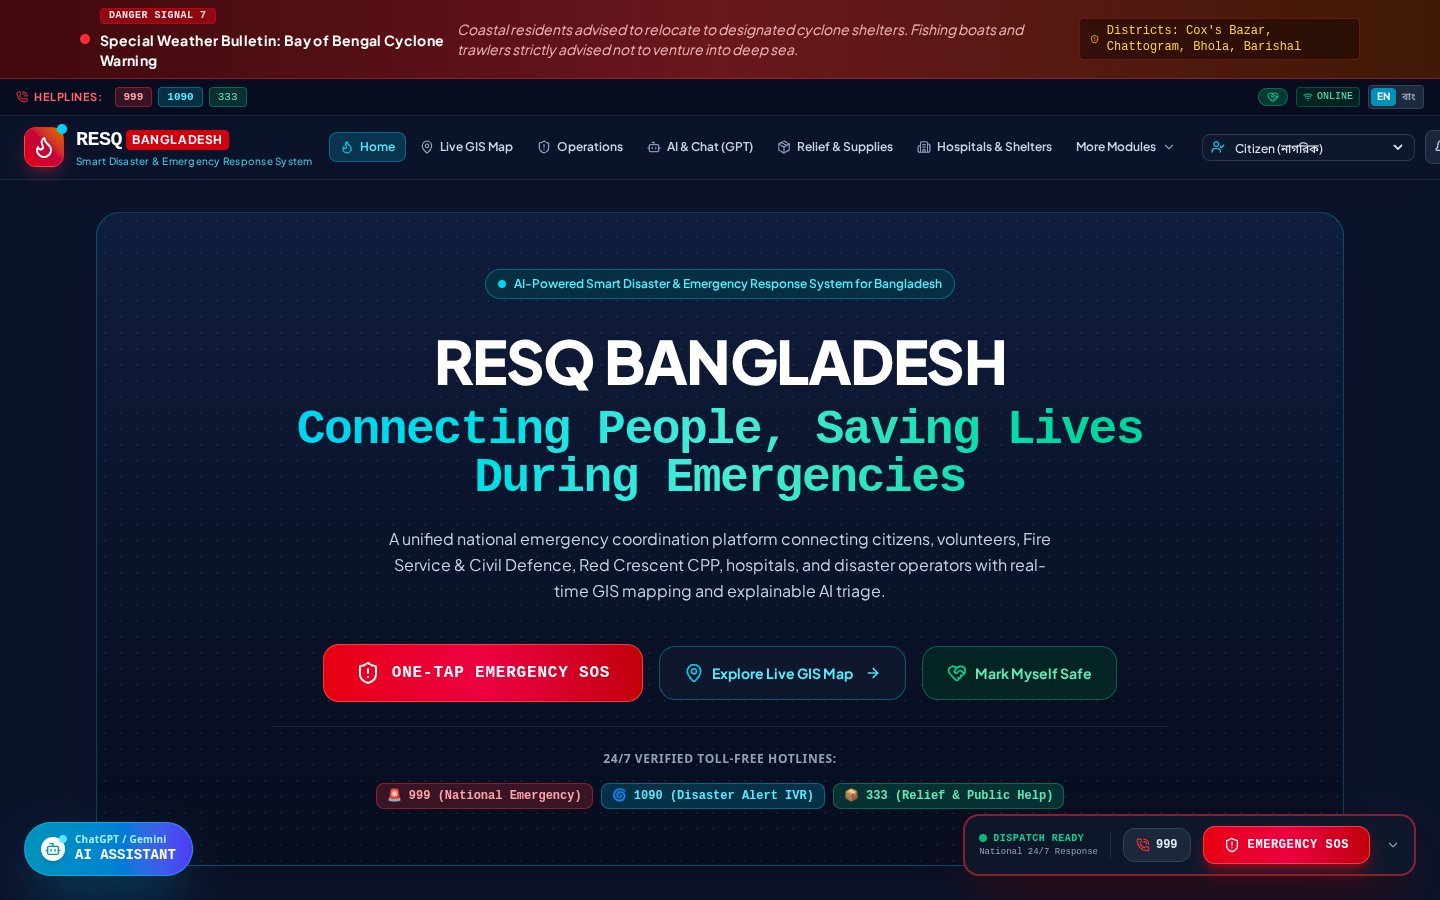 DANGER SIGNAL 7
Special Weather Bulletin: Bay of Bengal Cyclone
Warning
Coastal residents advised to relocate to designated cyclone shelters. Fishing boats and
trawlers strictly advised not to venture into deep sea.
Districts: Cox's Bazar,
Chattogram, Bhola, Barishal
HELPLINES: 999 1090 333
ONLINE
EN বাং
RESQ BANGLADESH
Smart Disaster & Emergency Response System
Home Live GIS Map Operations AI & Chat (GPT) Relief & Supplies Hospitals & Shelters More Modules
Citizen (নাগরিক)
AI-Powered Smart Disaster & Emergency Response System for Bangladesh
RESQ BANGLADESH
Connecting People, Saving Lives
During Emergencies
A unified national emergency coordination platform connecting citizens, volunteers, Fire
Service & Civil Defence, Red Crescent CPP, hospitals, and disaster operators with real-
time GIS mapping and explainable AI triage.
ONE-TAP EMERGENCY SOS
Explore Live GIS Map
Mark Myself Safe
24/7 VERIFIED TOLL-FREE HOTLINES:
999 (National Emergency)
1090 (Disaster Alert IVR)
333 (Relief & Public Help)
ChatGPT / Gemini
AI ASSISTANT
DISPATCH READY
National 24/7 Response
999
EMERGENCY SOS